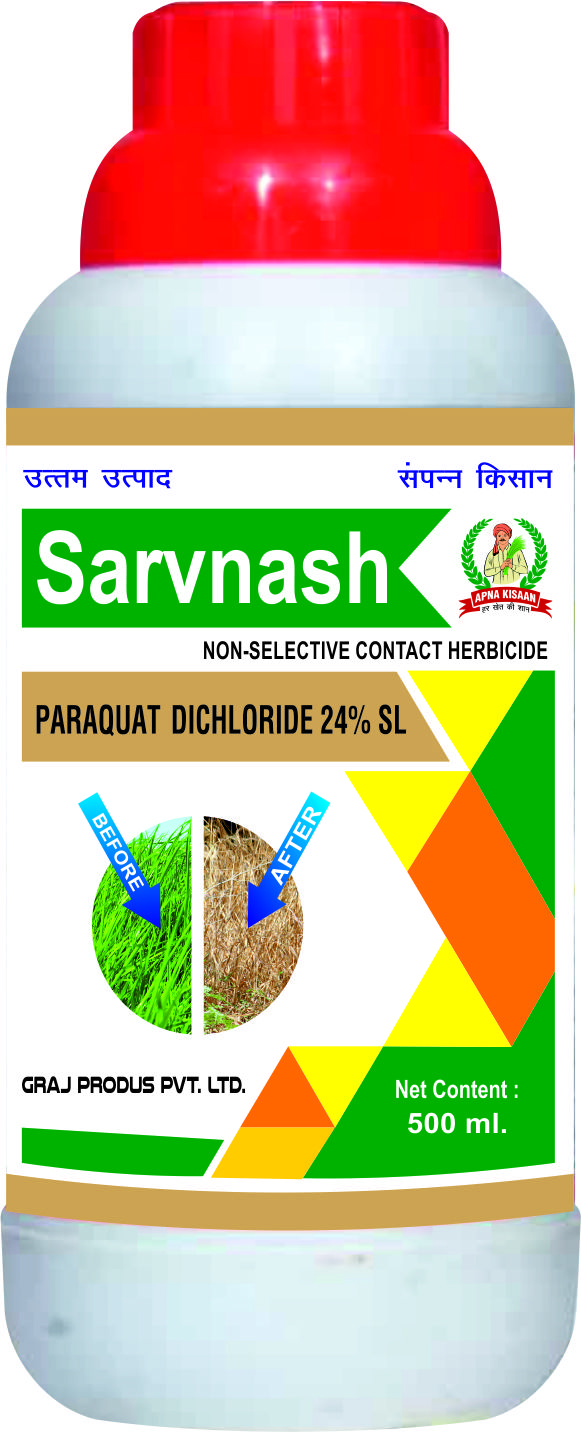 उत्तम उत्पाद
संपन्न किसान
Sarvnash
APNA KISAAN
हर खेत की शान
NON-SELECTIVE CONTACT HERBICIDE
PARAQUAT DICHLORIDE 24% SL
BEFORE
AFTER
GRAJ PRODUS PVT. LTD.
Net Content :
500 ml.